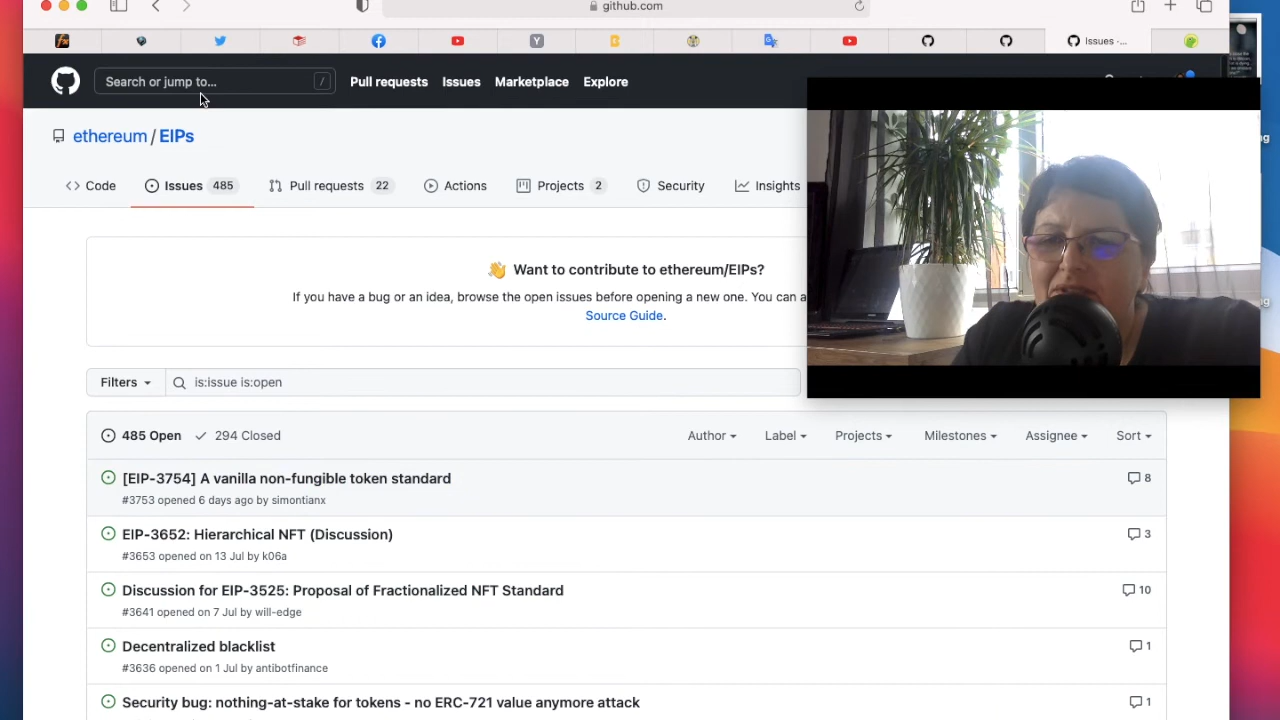 github.com
Issues ·...
Search or jump to...
/
Pull requests
Issues
Marketplace
Explore
ethereum / EIPs
Code
Issues 485
Pull requests 22
Actions
Projects 2
Security
Insights
Want to contribute to ethereum/EIPs?
If you have a bug or an idea, browse the open issues before opening a new one. You can a
Source Guide.
Filters
is:issue is:open
485 Open
294 Closed
Author
Label
Projects
Milestones
Assignee
Sort
[EIP-3754] A vanilla non-fungible token standard
8
#3753 opened 6 days ago by simontianx
EIP-3652: Hierarchical NFT (Discussion)
3
#3653 opened on 13 Jul by k06a
Discussion for EIP-3525: Proposal of Fractionalized NFT Standard
10
#3641 opened on 7 Jul by will-edge
Decentralized blacklist
1
#3636 opened on 1 Jul by antibotfinance
Security bug: nothing-at-stake for tokens - no ERC-721 value anymore attack
1